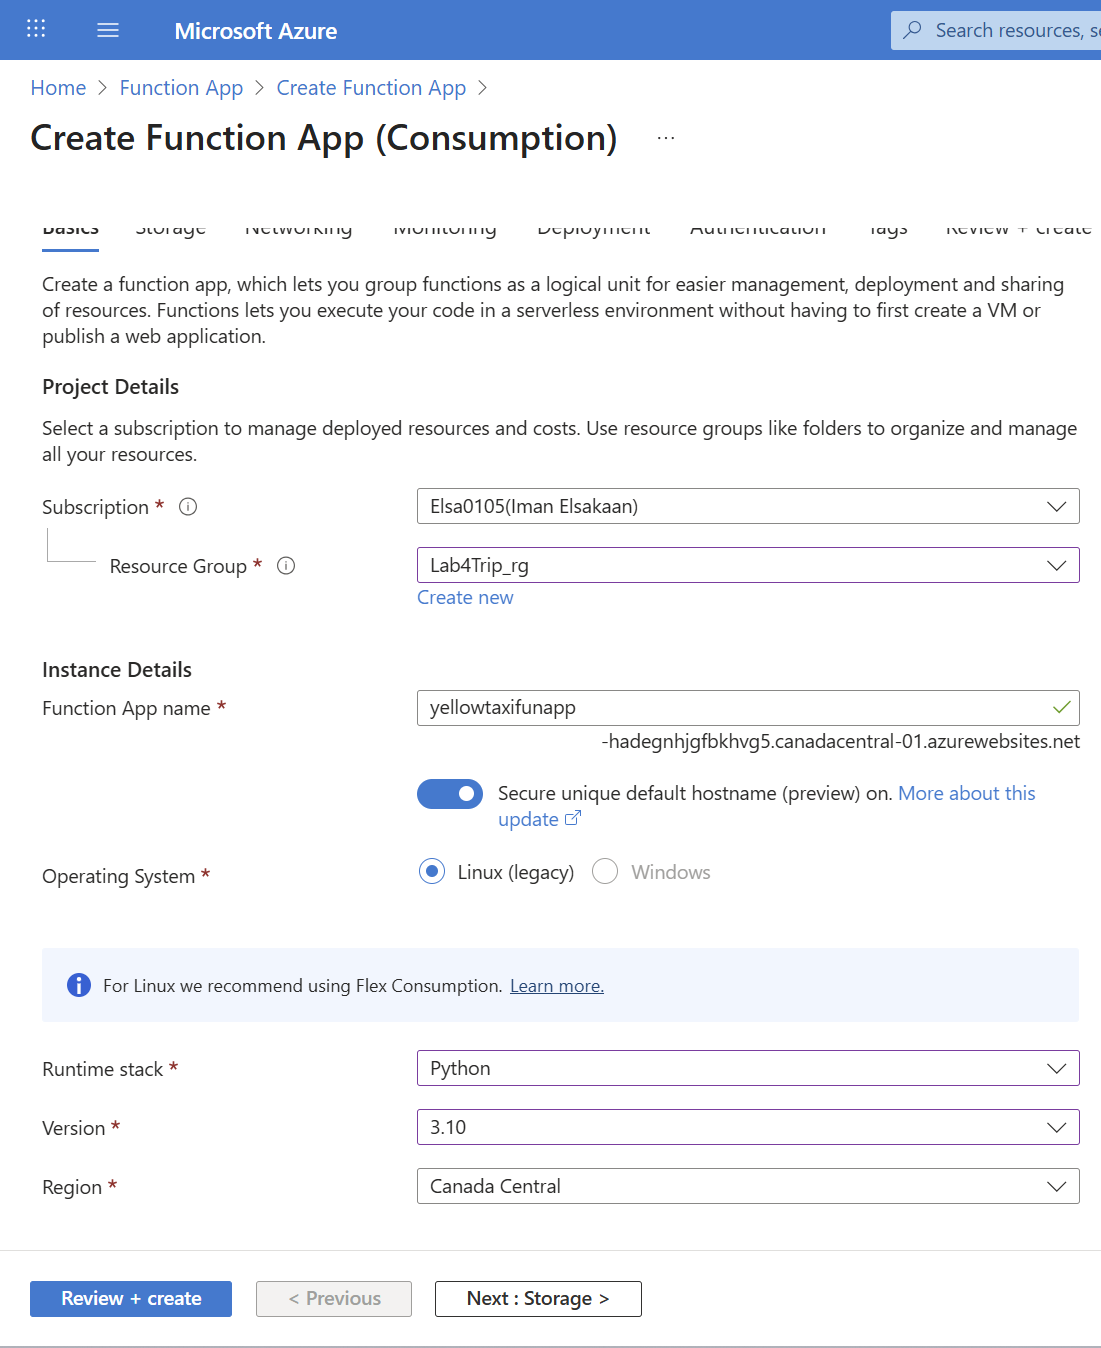 Microsoft Azure
Search resources, se
Home > Function App > Create Function App >
Create Function App (Consumption) ...
Basics Storage Networking Monitoring Deployment Authentication Tags Review + create
Create a function app, which lets you group functions as a logical unit for easier management, deployment and sharing
of resources. Functions lets you execute your code in a serverless environment without having to first create a VM or
publish a web application.
Project Details
Select a subscription to manage deployed resources and costs. Use resource groups like folders to organize and manage
all your resources.
Subscription *
Elsa0105(Iman Elsakaan)
Resource Group *
Lab4Trip_rg
Create new
Instance Details
Function App name *
yellowtaxifunapp
-hadegnhjgfbkhvg5.canadacentral-01.azurewebsites.net
Secure unique default hostname (preview) on. More about this
update
Operating System *
Linux (legacy) Windows
For Linux we recommend using Flex Consumption. Learn more.
Runtime stack *
Python
Version *
3.10
Region *
Canada Central
Review + create < Previous Next : Storage >